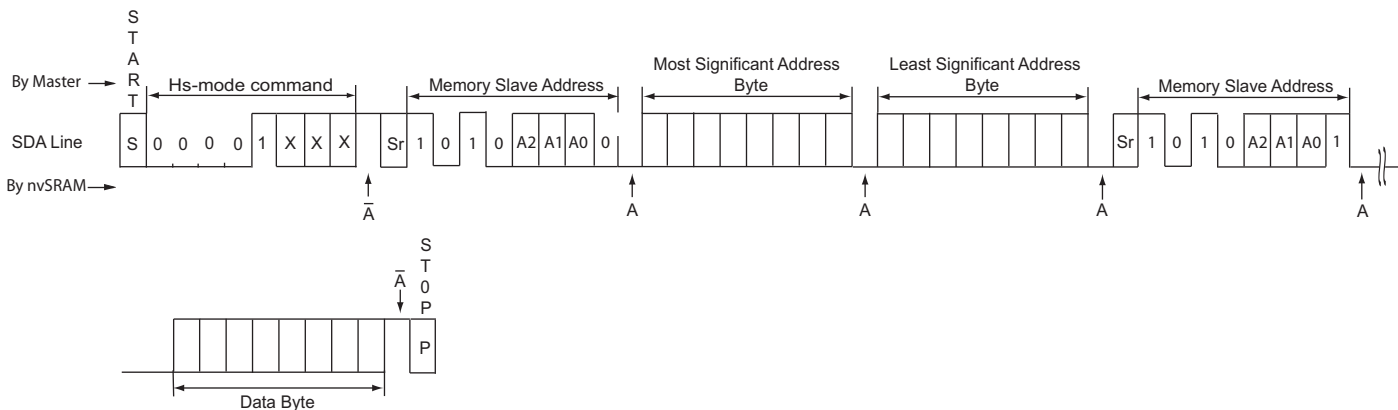 START
By Master
Hs-mode command
Memory Slave Address
Most Significant Address
Byte
Least Significant Address
Byte
Memory Slave Address
SDA Line
S 0 0 0 0 1 X X X Sr 1 0 1 0 A2 A1 A0 0 Sr 1 0 1 0 A2 A1 A0 1
By nvSRAM
A̅ A A A A
A̅
ST0P
P
Data Byte